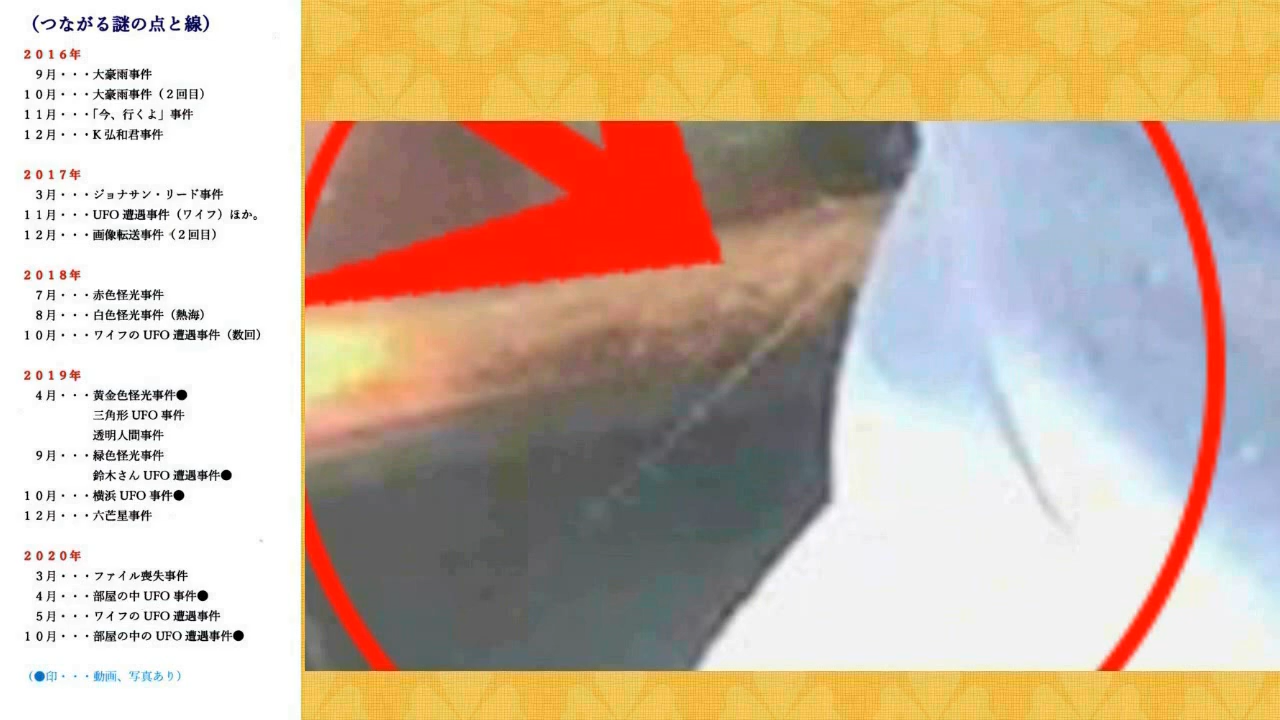 （つながる謎の点と線）
２０１６年
９月・・・大豪雨事件
１０月・・・大豪雨事件（２回目）
１１月・・・「今、行くよ」事件
１２月・・・K 弘和君事件
２０１７年
３月・・・ジョナサン・リード事件
１１月・・・UFO 遭遇事件（ワイフ）ほか。
１２月・・・画像転送事件（２回目）
２０１８年
７月・・・赤色怪光事件
８月・・・白色怪光事件（熱海）
１０月・・・ワイフの UFO 遭遇事件（数回）
２０１９年
４月・・・黄金色怪光事件●
三角形 UFO 事件
透明人間事件
９月・・・緑色怪光事件
鈴木さん UFO 遭遇事件●
１０月・・・横浜 UFO 事件●
１２月・・・六芒星事件
２０２０年
３月・・・ファイル喪失事件
４月・・・部屋の中 UFO 事件●
５月・・・ワイフの UFO 遭遇事件
１０月・・・部屋の中の UFO 遭遇事件●
（●印・・・動画、写真あり）